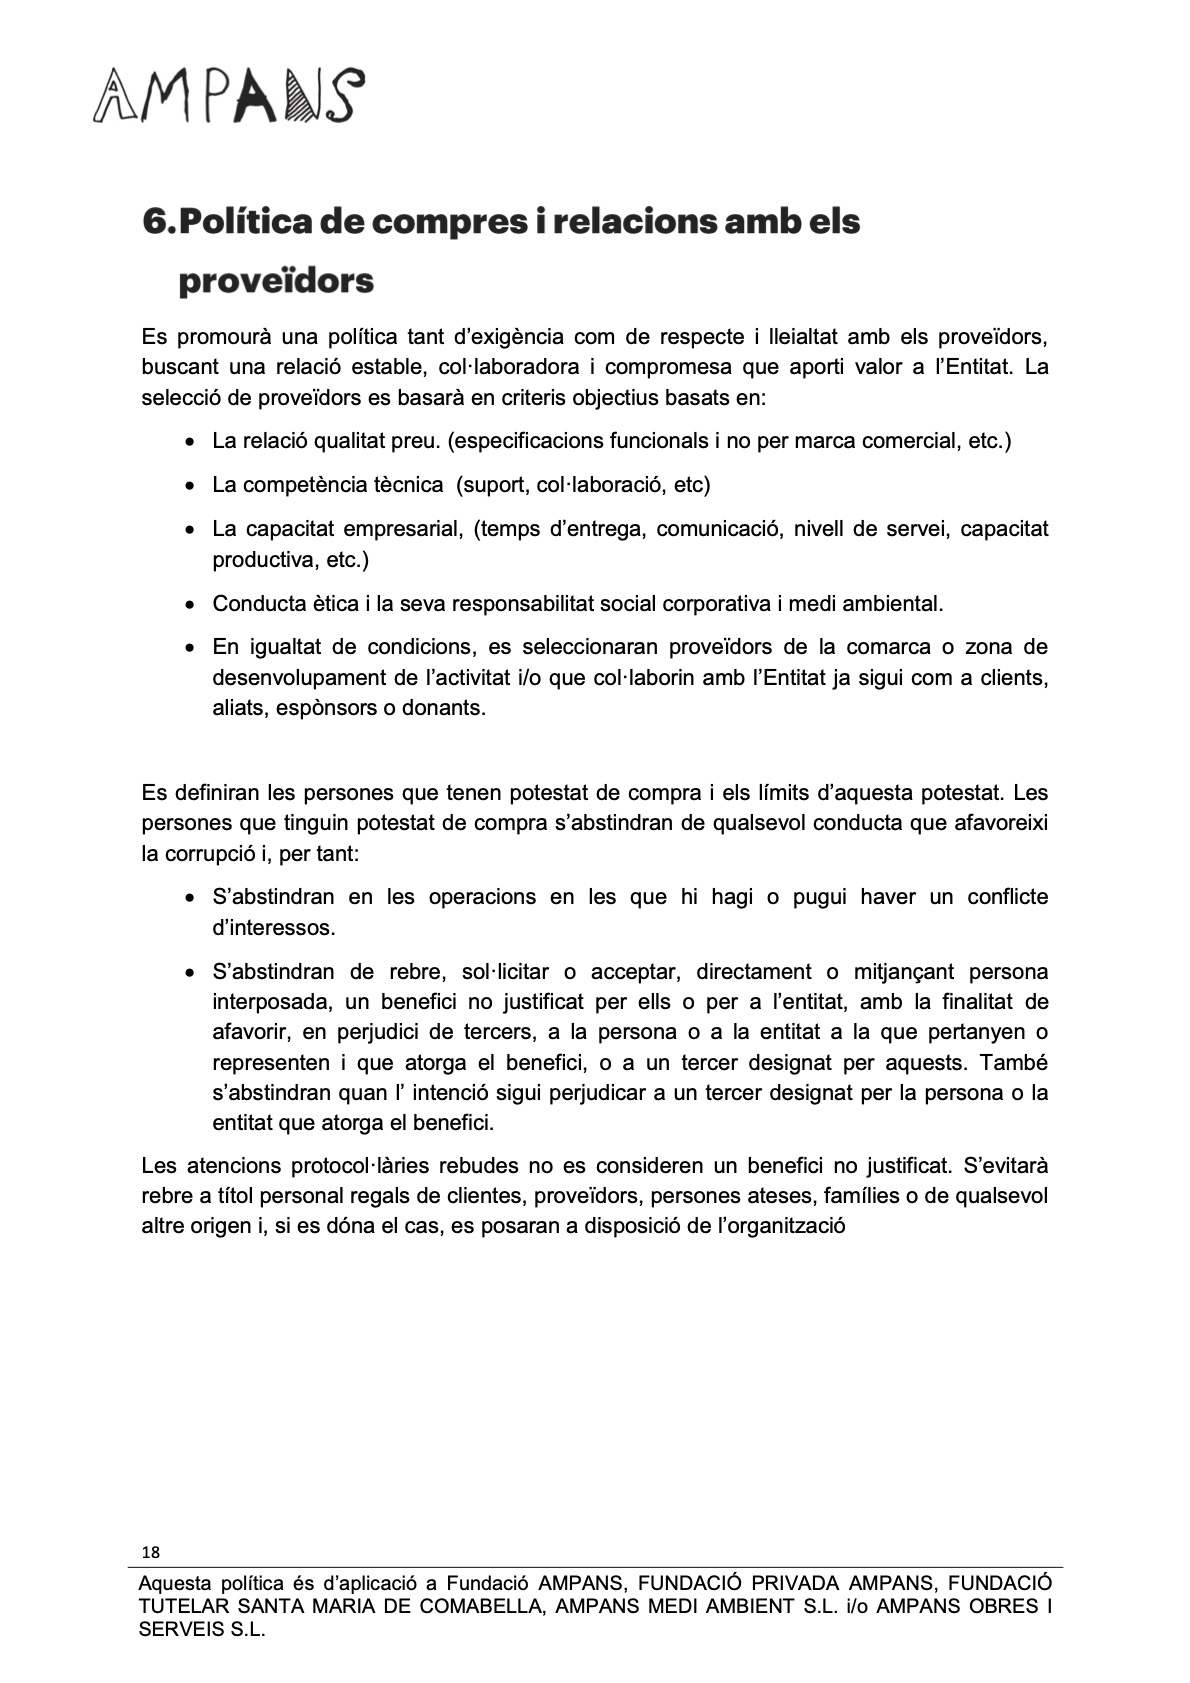 AMPANS
6.Política de compres i relacions amb els
proveïdors
Es promourà una política tant d’exigència com de respecte i lleialtat amb els proveïdors,
buscant una relació estable, col·laboradora i compromesa que aporti valor a l’Entitat. La
selecció de proveïdors es basarà en criteris objectius basats en:
• La relació qualitat preu. (especificacions funcionals i no per marca comercial, etc.)
• La competència tècnica  (suport, col·laboració, etc)
• La capacitat empresarial, (temps d’entrega, comunicació, nivell de servei, capacitat
productiva, etc.)
• Conducta ètica i la seva responsabilitat social corporativa i medi ambiental.
• En igualtat de condicions, es seleccionaran proveïdors de la comarca o zona de
desenvolupament de l’activitat i/o que col·laborin amb l’Entitat ja sigui com a clients,
aliats, espònsors o donants.
Es definiran les persones que tenen potestat de compra i els límits d’aquesta potestat. Les
persones que tinguin potestat de compra s’abstindran de qualsevol conducta que afavoreixi
la corrupció i, per tant:
• S’abstindran en les operacions en les que hi hagi o pugui haver un conflicte
d’interessos.
• S’abstindran de rebre, sol·licitar o acceptar, directament o mitjançant persona
interposada, un benefici no justificat per ells o per a l’entitat, amb la finalitat de
afavorir, en perjudici de tercers, a la persona o a la entitat a la que pertanyen o
representen i que atorga el benefici, o a un tercer designat per aquests. També
s’abstindran quan l’ intenció sigui perjudicar a un tercer designat per la persona o la
entitat que atorga el benefici.
Les atencions protocol·làries rebudes no es consideren un benefici no justificat. S’evitarà
rebre a títol personal regals de clientes, proveïdors, persones ateses, famílies o de qualsevol
altre origen i, si es dóna el cas, es posaran a disposició de l’organització
18
Aquesta política és d’aplicació a Fundació AMPANS, FUNDACIÓ PRIVADA AMPANS, FUNDACIÓ
TUTELAR SANTA MARIA DE COMABELLA, AMPANS MEDI AMBIENT S.L. i/o AMPANS OBRES I
SERVEIS S.L.